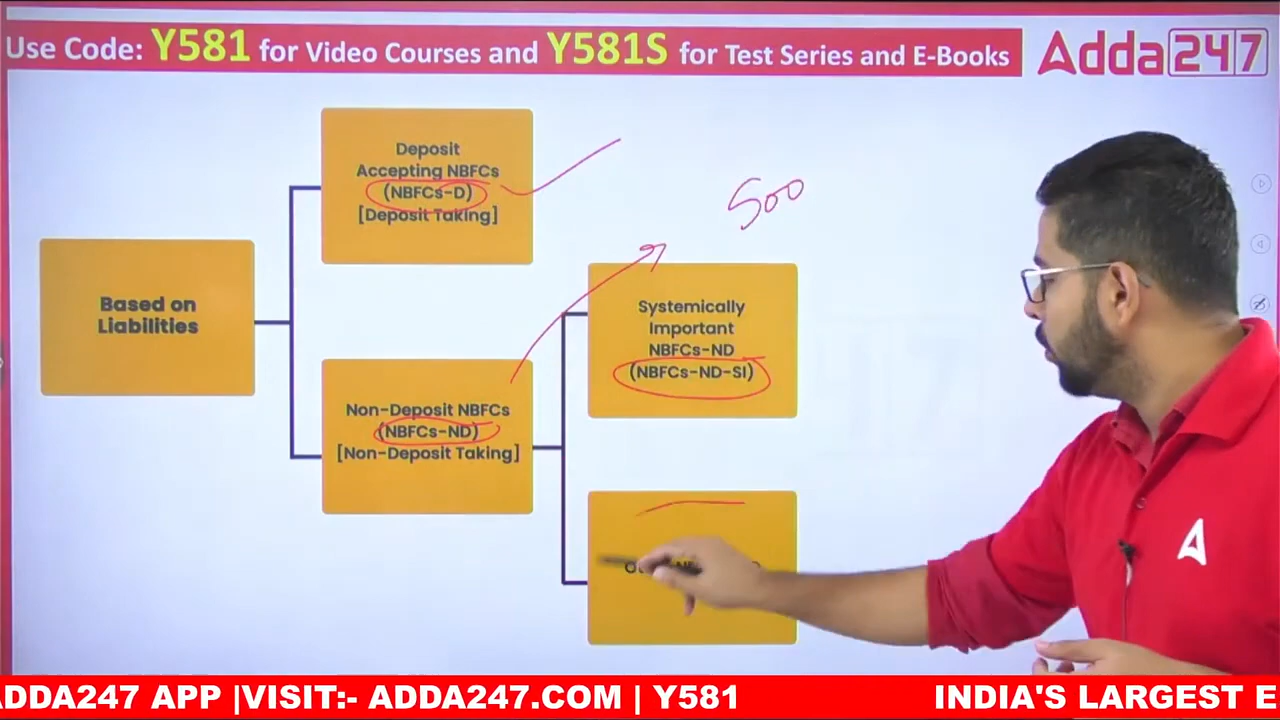 Use Code: Y581 for Video Courses and Y581S for Test Series and E-Books
Adda247
Deposit
Accepting NBFCs
(NBFCs-D)
[Deposit Taking]
500
Based on
Liabilities
Systemically
Important
NBFCs-ND
(NBFCs-ND-SI)
Non-Deposit NBFCs
(NBFCs-ND)
[Non-Deposit Taking]
ADDA247 APP |VISIT:- ADDA247.COM | Y581
INDIA'S LARGEST E